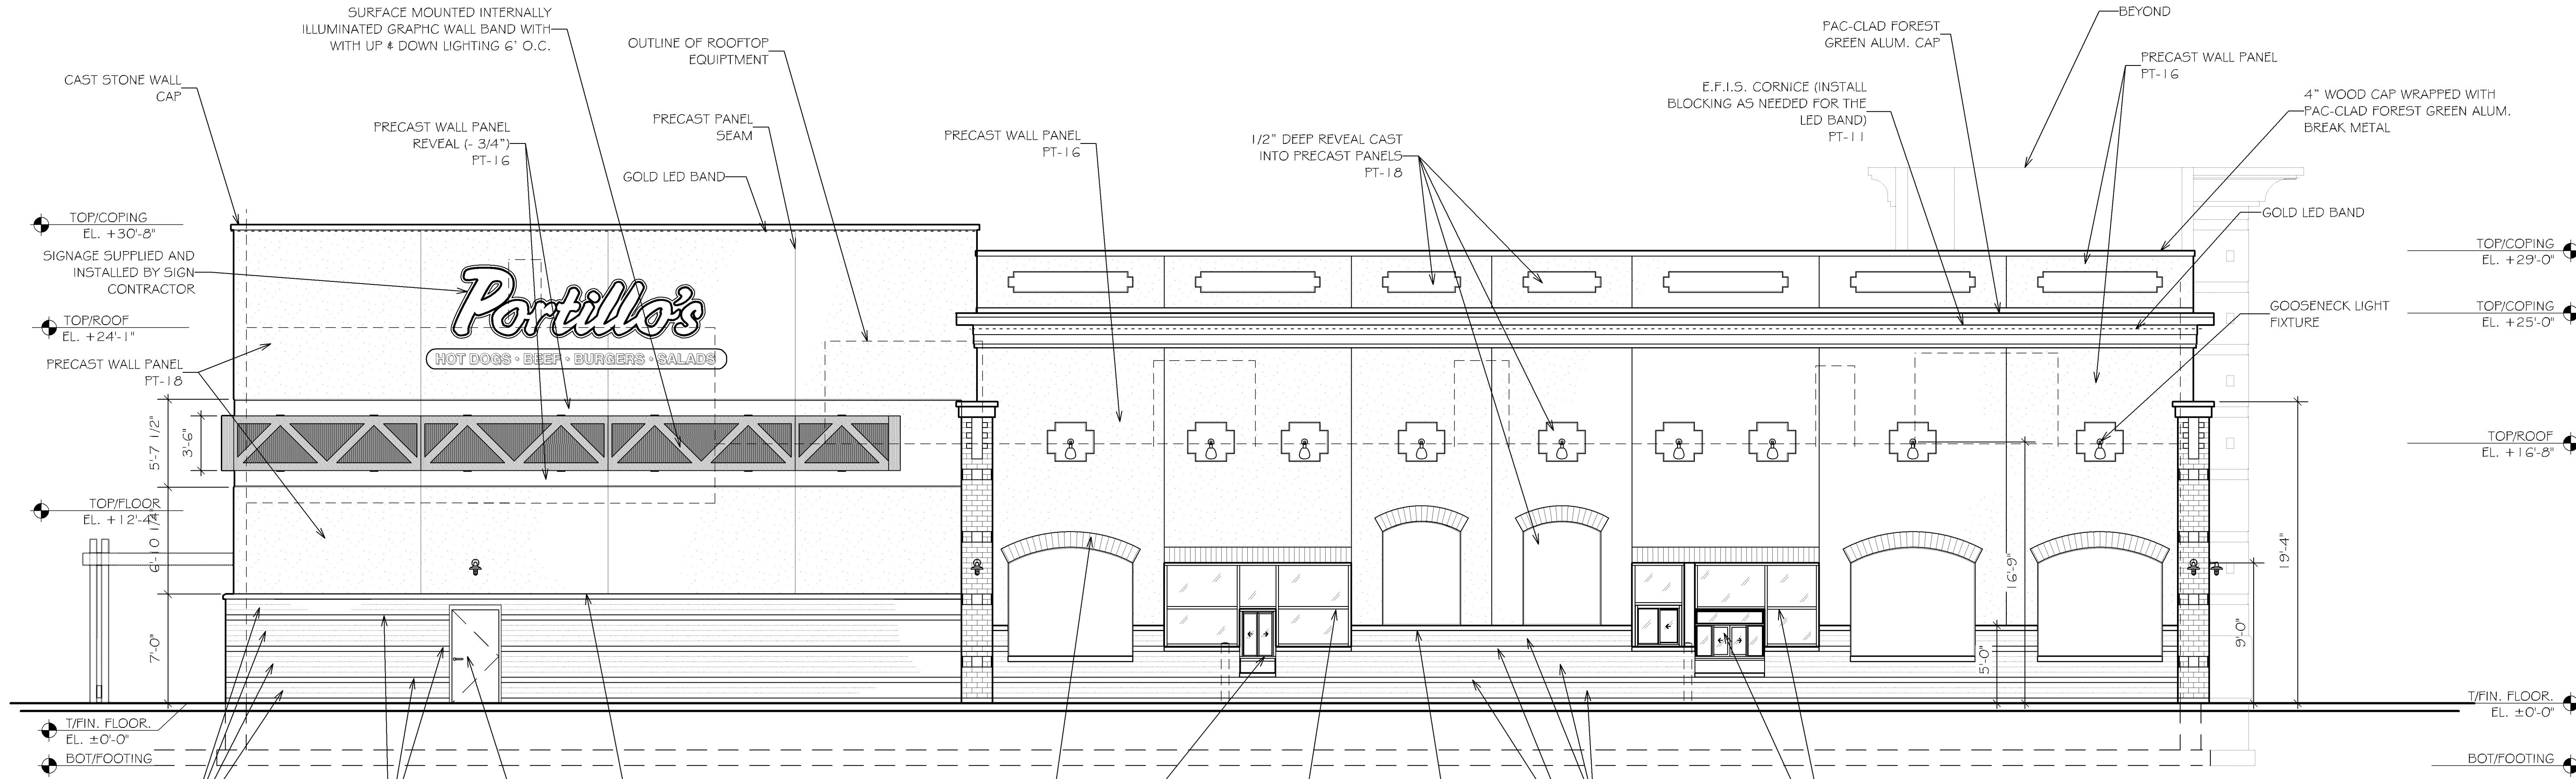 SURFACE MOUNTED INTERNALLY
ILLUMINATED GRAPHC WALL BAND WITH
WITH UP & DOWN LIGHTING 6' O.C.
OUTLINE OF ROOFTOP
EQUIPTMENT
CAST STONE WALL
CAP
PRECAST WALL PANEL
REVEAL (- 3/4")
PT-16
PRECAST PANEL
SEAM
GOLD LED BAND
PRECAST WALL PANEL
PT-16
1/2" DEEP REVEAL CAST
INTO PRECAST PANELS
PT-18
E.F.I.S. CORNICE (INSTALL
BLOCKING AS NEEDED FOR THE
LED BAND)
PT-11
PAC-CLAD FOREST
GREEN ALUM. CAP
BEYOND
PRECAST WALL PANEL
PT-16
4" WOOD CAP WRAPPED WITH
PAC-CLAD FOREST GREEN ALUM.
BREAK METAL
GOLD LED BAND
GOOSENECK LIGHT
FIXTURE
TOP/COPING
EL. +30'-8"
SIGNAGE SUPPLIED AND
INSTALLED BY SIGN
CONTRACTOR
TOP/ROOF
EL. +24'-1"
PRECAST WALL PANEL
PT-18
TOP/FLOOR
EL. +12'-4"
T/FIN. FLOOR.
EL. ±0'-0"
BOT/FOOTING
5'-7 1/2"
3'-6"
6'-10 1/4"
7'-0"
Portillo's
HOT DOGS · BEEF · BURGERS · SALADS
16'-9"
5'-0"
9'-0"
19'-4"
TOP/COPING
EL. +29'-0"
TOP/COPING
EL. +25'-0"
TOP/ROOF
EL. +16'-8"
T/FIN. FLOOR.
EL. ±0'-0"
BOT/FOOTING